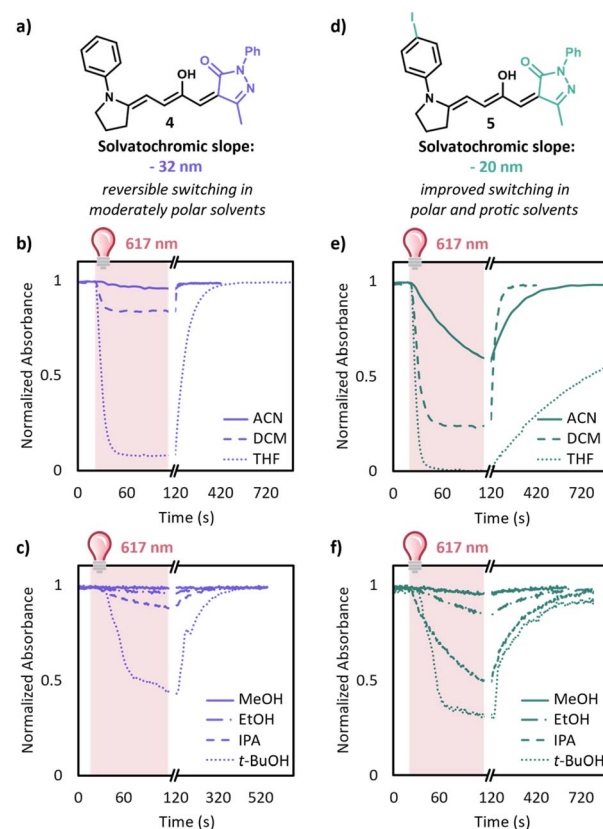 a)
O
Ph
N
N
OH
N
4
Solvatochromic slope:
- 32 nm
reversible switching in
moderately polar solvents
b)
617 nm
Normalized Absorbance
1
0.5
0
ACN
DCM
THF
60 120 420 720
Time (s)
c)
617 nm
Normalized Absorbance
1
0.5
0
MeOH
EtOH
IPA
t-BuOH
0 60 120 320 520
Time (s)
d)
I
O
Ph
N
N
OH
N
5
Solvatochromic slope:
- 20 nm
improved switching in
polar and protic solvents
e)
617 nm
Normalized Absorbance
1
0.5
0
ACN
DCM
THF
0 60 120 420 720
Time (s)
f)
617 nm
Normalized Absorbance
1
0.5
0
MeOH
EtOH
IPA
t-BuOH
0 60 120 420 720
Time (s)